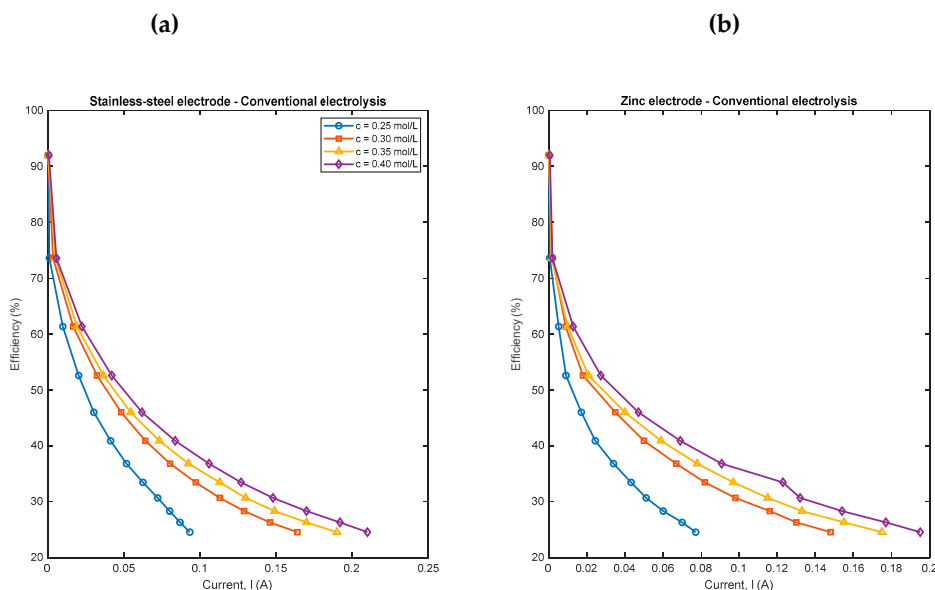 (a)
(b)
Stainless-steel electrode - Conventional electrolysis
100
90
80
70
60
50
40
30
20
Efficiency (%)
c = 0.25 mol/L
c = 0.30 mol/L
c = 0.35 mol/L
c = 0.40 mol/L
0
0.05
0.1
0.15
0.2
0.25
Current, I (A)
Zinc electrode - Conventional electrolysis
100
90
80
70
60
50
40
30
20
Efficiency (%)
0
0.02
0.04
0.06
0.08
0.1
0.12
0.14
0.16
0.18
0.2
Current, I (A)